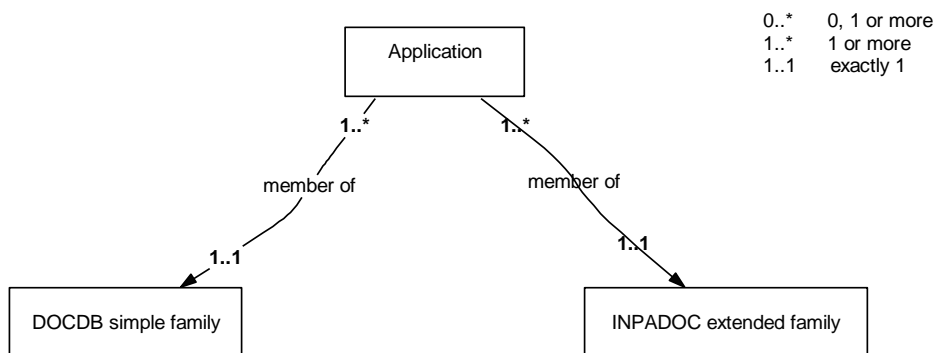 0..* 0, 1 or more
1..* 1 or more
1..1 exactly 1
Application
1..* 1..*
member of member of
1..1 1..1
DOCDB simple family INPADOC extended family